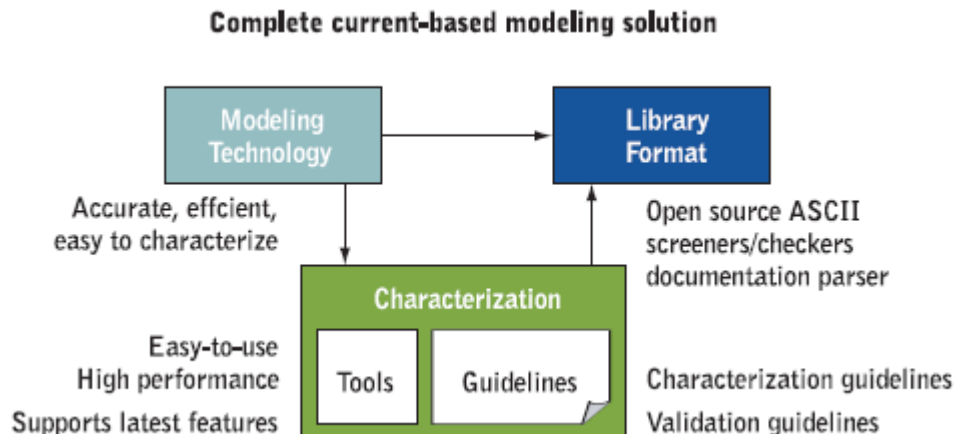 Complete current-based modeling solution
Modeling
Technology
Library
Format
Accurate, effcient,
easy to characterize
Open source ASCII
screeners/checkers
documentation parser
Characterization
Easy-to-use
High performance
Supports latest features
Tools
Guidelines
Characterization guidelines
Validation guidelines